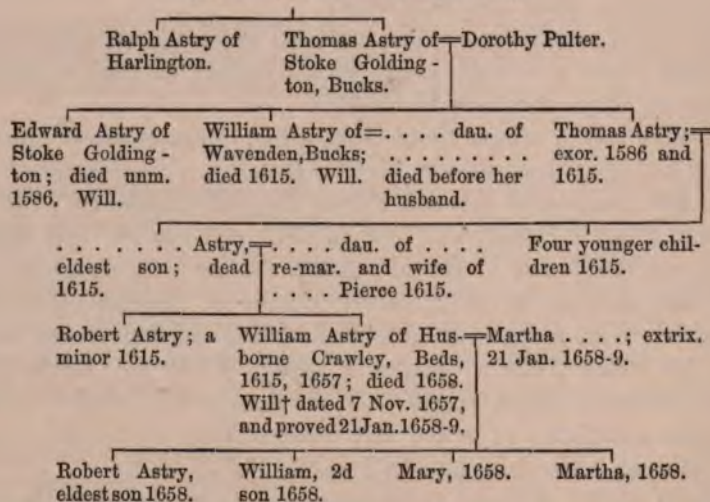 Ralph Astry of
Harlington.
Thomas Astry of
Stoke Golding-
ton, Bucks.
Dorothy Pulter.
Edward Astry of
Stoke Golding-
ton; died unm.
1586. Will.
William Astry of
Wavenden, Bucks;
died 1615. Will.
. . . . dau. of
. . . . . . . . .
died before her
husband.
Thomas Astry;
exor. 1586 and
1615.
. . . . . . . Astry,
eldest son; dead
1615.
. . . . dau. of . . . .
re-mar. and wife of
. . . . Pierce 1615.
Four younger chil-
dren 1615.
Robert Astry; a
minor 1615.
William Astry of Hus-
borne Crawley, Beds,
1615, 1657; died 1658.
Will† dated 7 Nov. 1657,
and proved 21 Jan. 1658-9.
Martha . . . .; extrix.
21 Jan. 1658-9.
Robert Astry,
eldest son 1658.
William, 2d
son 1658.
Mary, 1658.
Martha, 1658.